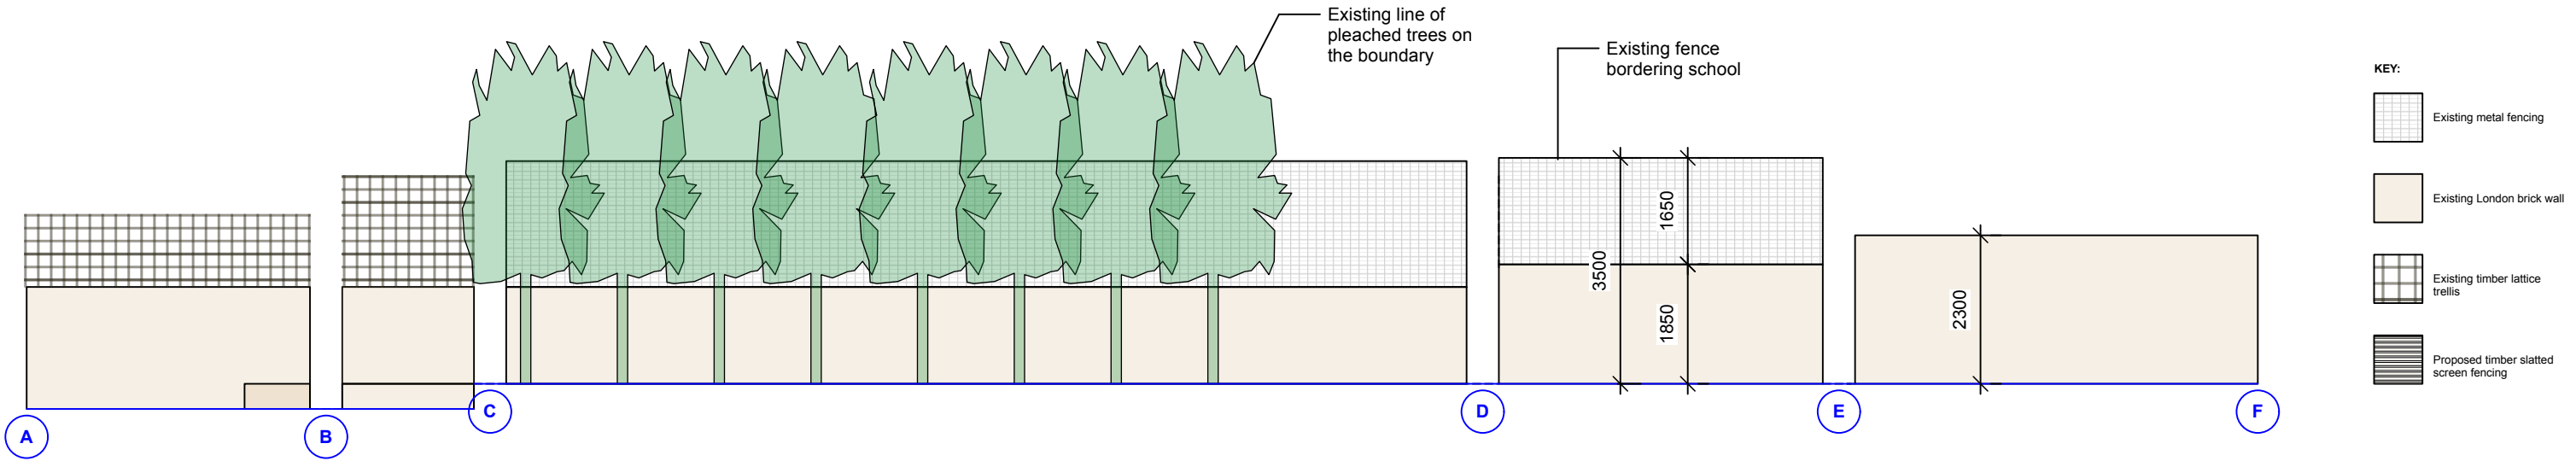 Existing line of
pleached trees on
the boundary
Existing fence
bordering school
KEY:
Existing metal fencing
Existing London brick wall
Existing timber lattice
trellis
Proposed timber slatted
screen fencing
3500
1650
1850
2300
A
B
C
D
E
F